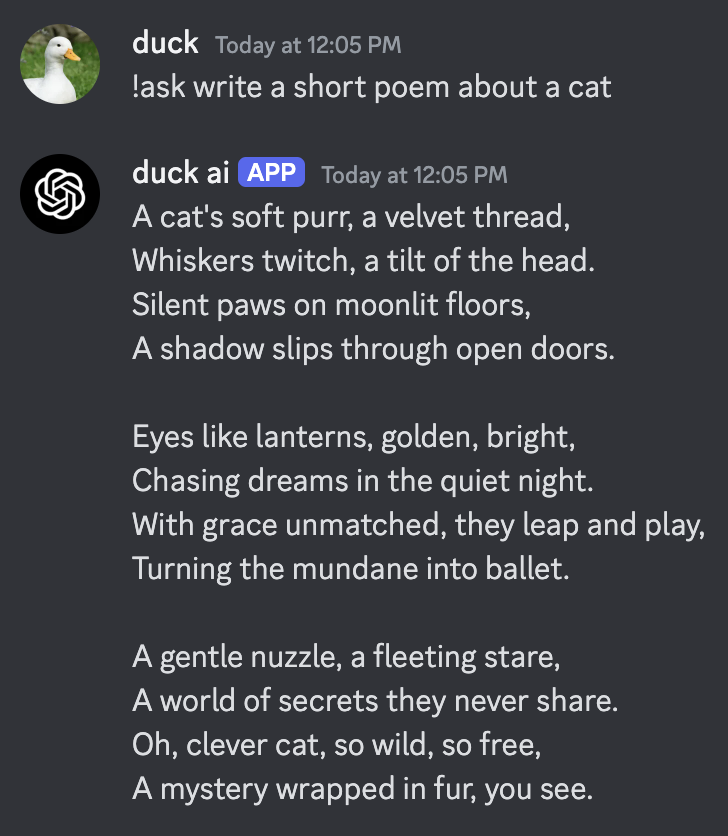 duck Today at 12:05 PM
!ask write a short poem about a cat
duck ai APP Today at 12:05 PM
A cat's soft purr, a velvet thread,
Whiskers twitch, a tilt of the head.
Silent paws on moonlit floors,
A shadow slips through open doors.
Eyes like lanterns, golden, bright,
Chasing dreams in the quiet night.
With grace unmatched, they leap and play,
Turning the mundane into ballet.
A gentle nuzzle, a fleeting stare,
A world of secrets they never share.
Oh, clever cat, so wild, so free,
A mystery wrapped in fur, you see.